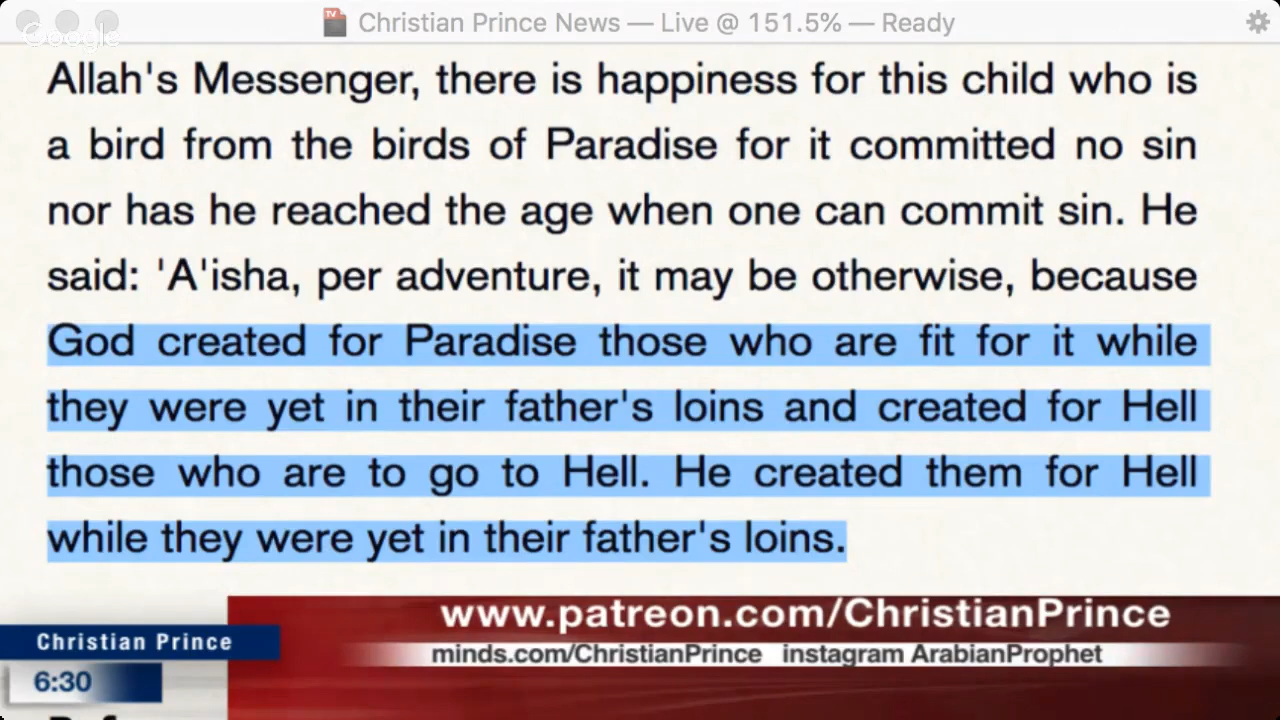 Christian Prince News — Live @ 151.5% — Ready
Google
Allah's Messenger, there is happiness for this child who is
a bird from the birds of Paradise for it committed no sin
nor has he reached the age when one can commit sin. He
said: 'A'isha, per adventure, it may be otherwise, because
God created for Paradise those who are fit for it while
they were yet in their father's loins and created for Hell
those who are to go to Hell. He created them for Hell
while they were yet in their father's loins.
www.patreon.com/ChristianPrince
Christian Prince
minds.com/ChristianPrince instagram ArabianProphet
6:30